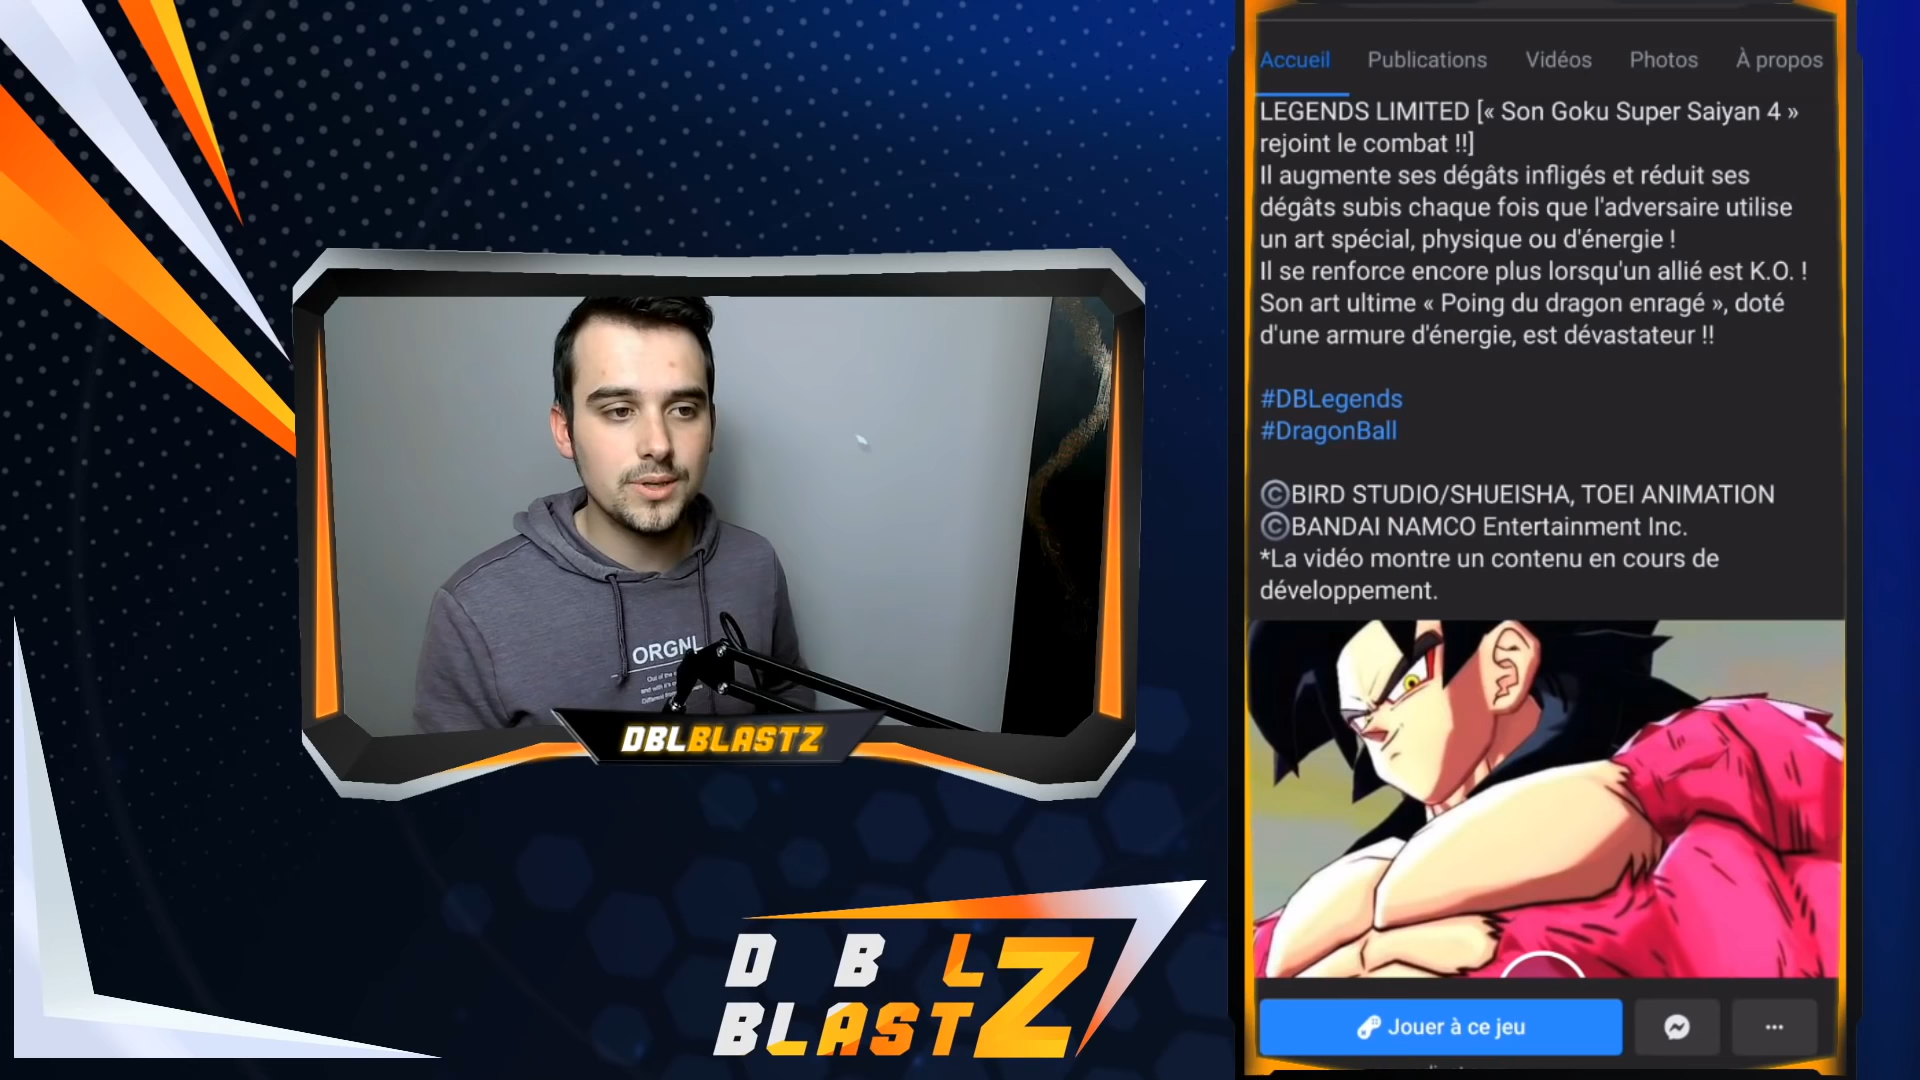 ORGNL
DBLBLASTZ
D B L
BLASTZ
Accueil Publications Vidéos Photos À propos
LEGENDS LIMITED [« Son Goku Super Saiyan 4 »
rejoint le combat !!]
Il augmente ses dégâts infligés et réduit ses
dégâts subis chaque fois que l'adversaire utilise
un art spécial, physique ou d'énergie !
Il se renforce encore plus lorsqu'un allié est K.O. !
Son art ultime « Poing du dragon enragé », doté
d'une armure d'énergie, est dévastateur !!
#DBLegends
#DragonBall
©BIRD STUDIO/SHUEISHA, TOEI ANIMATION
©BANDAI NAMCO Entertainment Inc.
*La vidéo montre un contenu en cours de
développement.
Jouer à ce jeu